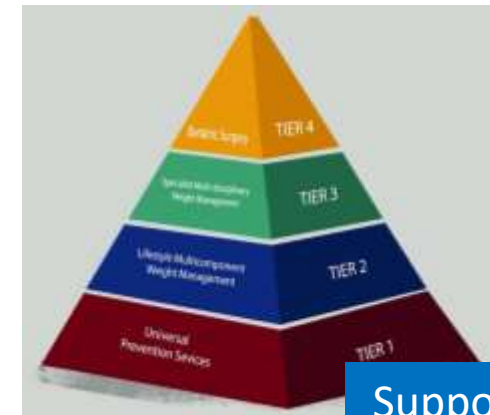 Bariatric Surgery
TIER 4
Specialist Multi-disciplinary
Weight Management
TIER 3
Lifestyle Multicomponent
Weight Management
TIER 2
Universal
Prevention Sevices
TIER 1
Suppo